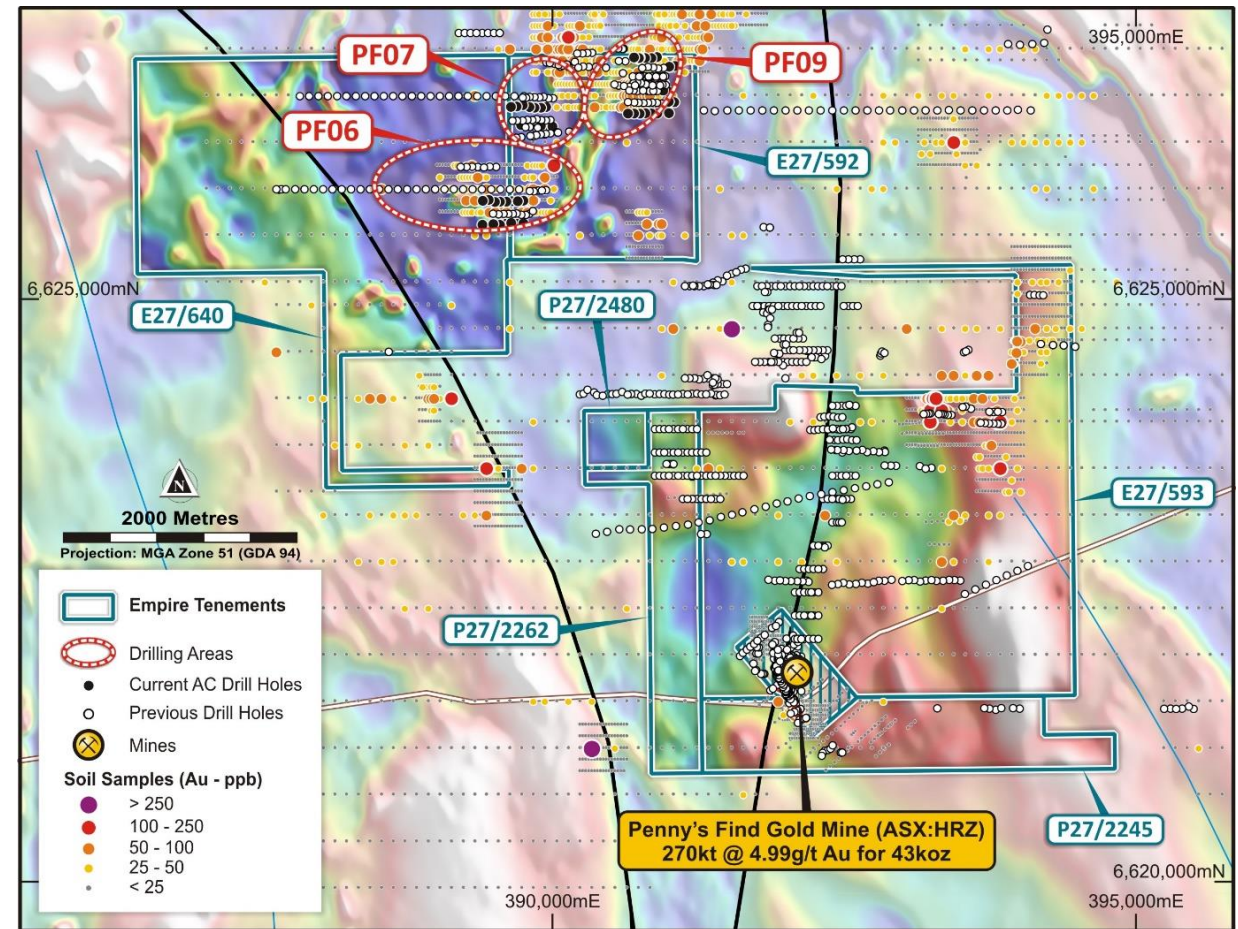 395,000mE
PF07
PF09
PF06
E27/592
6,625,000mN
6,625,000mN
P27/2480
E27/640
N
2000 Metres
Projection: MGA Zone 51 (GDA 94)
E27/593
Empire Tenements
Drilling Areas
Current AC Drill Holes
Previous Drill Holes
Mines
Soil Samples (Au - ppb)
> 250
100 - 250
50 - 100
25 - 50
< 25
P27/2262
Penny's Find Gold Mine (ASX:HRZ)
270kt @ 4.99g/t Au for 43koz
P27/2245
6,620,000mN
390,000mE
395,000mE